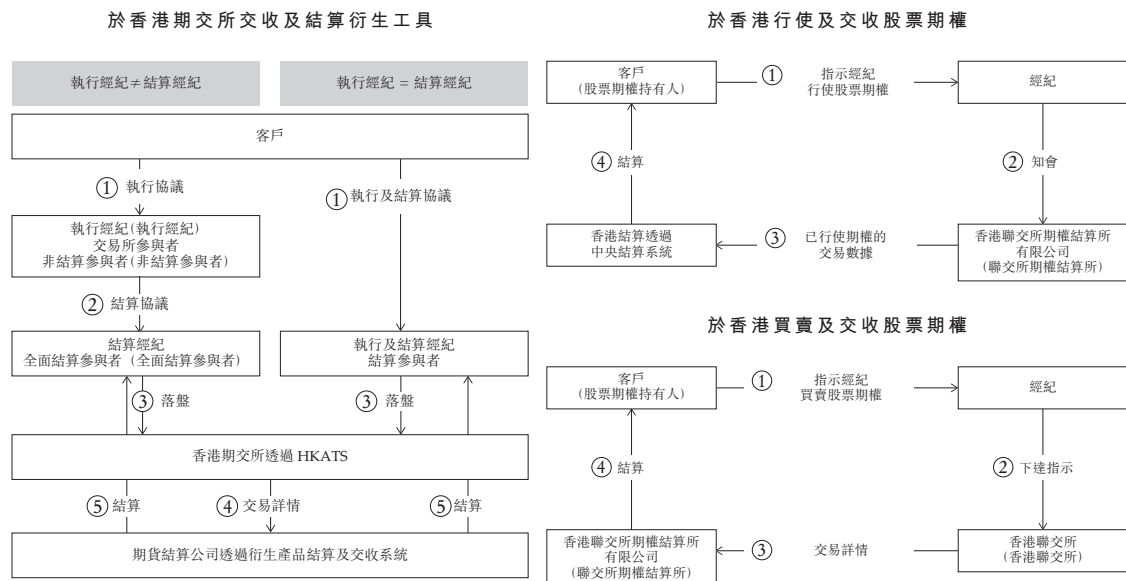 於香港期交所交收及結算衍生工具
執行經紀≠結算經紀
執行經紀 = 結算經紀
客戶
① 執行協議
① 執行及結算協議
執行經紀(執行經紀)
交易所參與者
非結算參與者(非結算參與者)
② 結算協議
結算經紀
全面結算參與者 (全面結算參與者)
執行及結算經紀
結算參與者
③ 落盤
③ 落盤
香港期交所透過 HKATS
⑤ 結算
④ 交易詳情
⑤ 結算
期貨結算公司透過衍生產品結算及交收系統
於香港行使及交收股票期權
客戶
(股票期權持有人)
① 指示經紀
行使股票期權
經紀
④ 結算
② 知會
香港結算透過
中央結算系統
③ 已行使期權的
交易數據
香港聯交所期權結算所
有限公司
(聯交所期權結算所)
於香港買賣及交收股票期權
客戶
(股票期權持有人)
① 指示經紀
買賣股票期權
經紀
④ 結算
② 下達指示
香港聯交所期權結算所
有限公司
(聯交所期權結算所)
③ 交易詳情
香港聯交所
(香港聯交所)